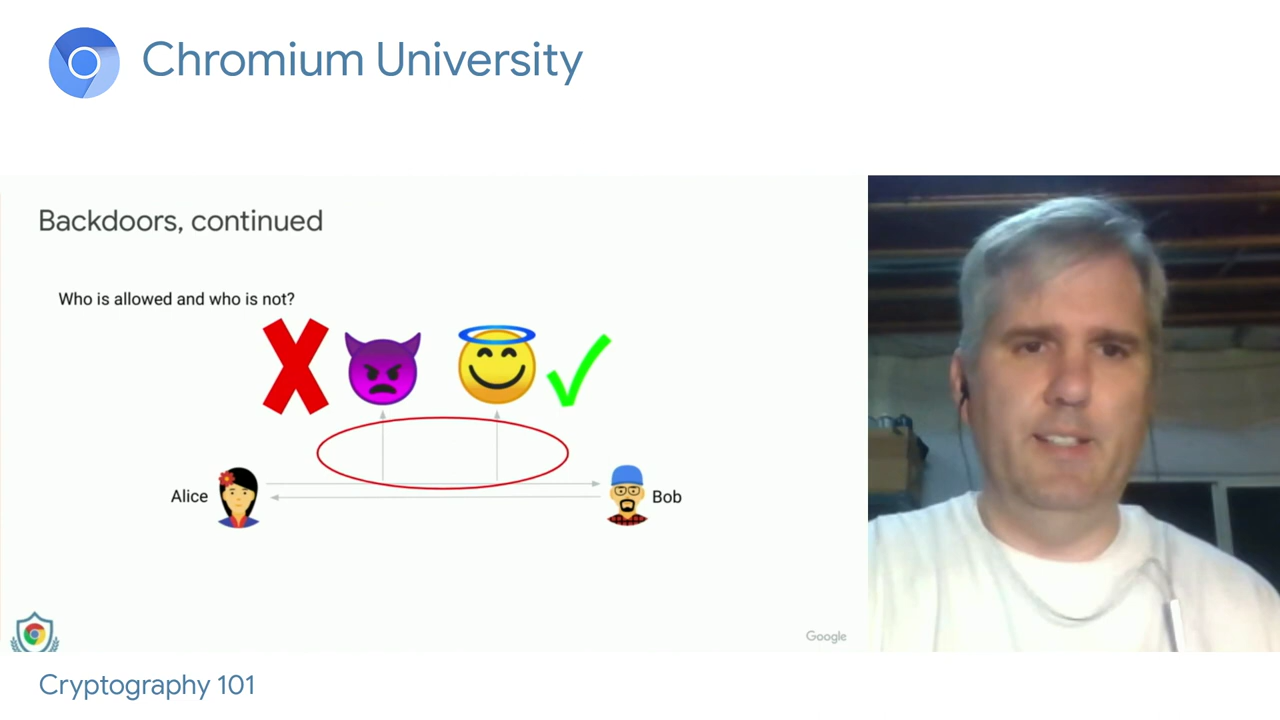 Chromium University
Backdoors, continued
Who is allowed and who is not?
Alice
Bob
Google
Cryptography 101